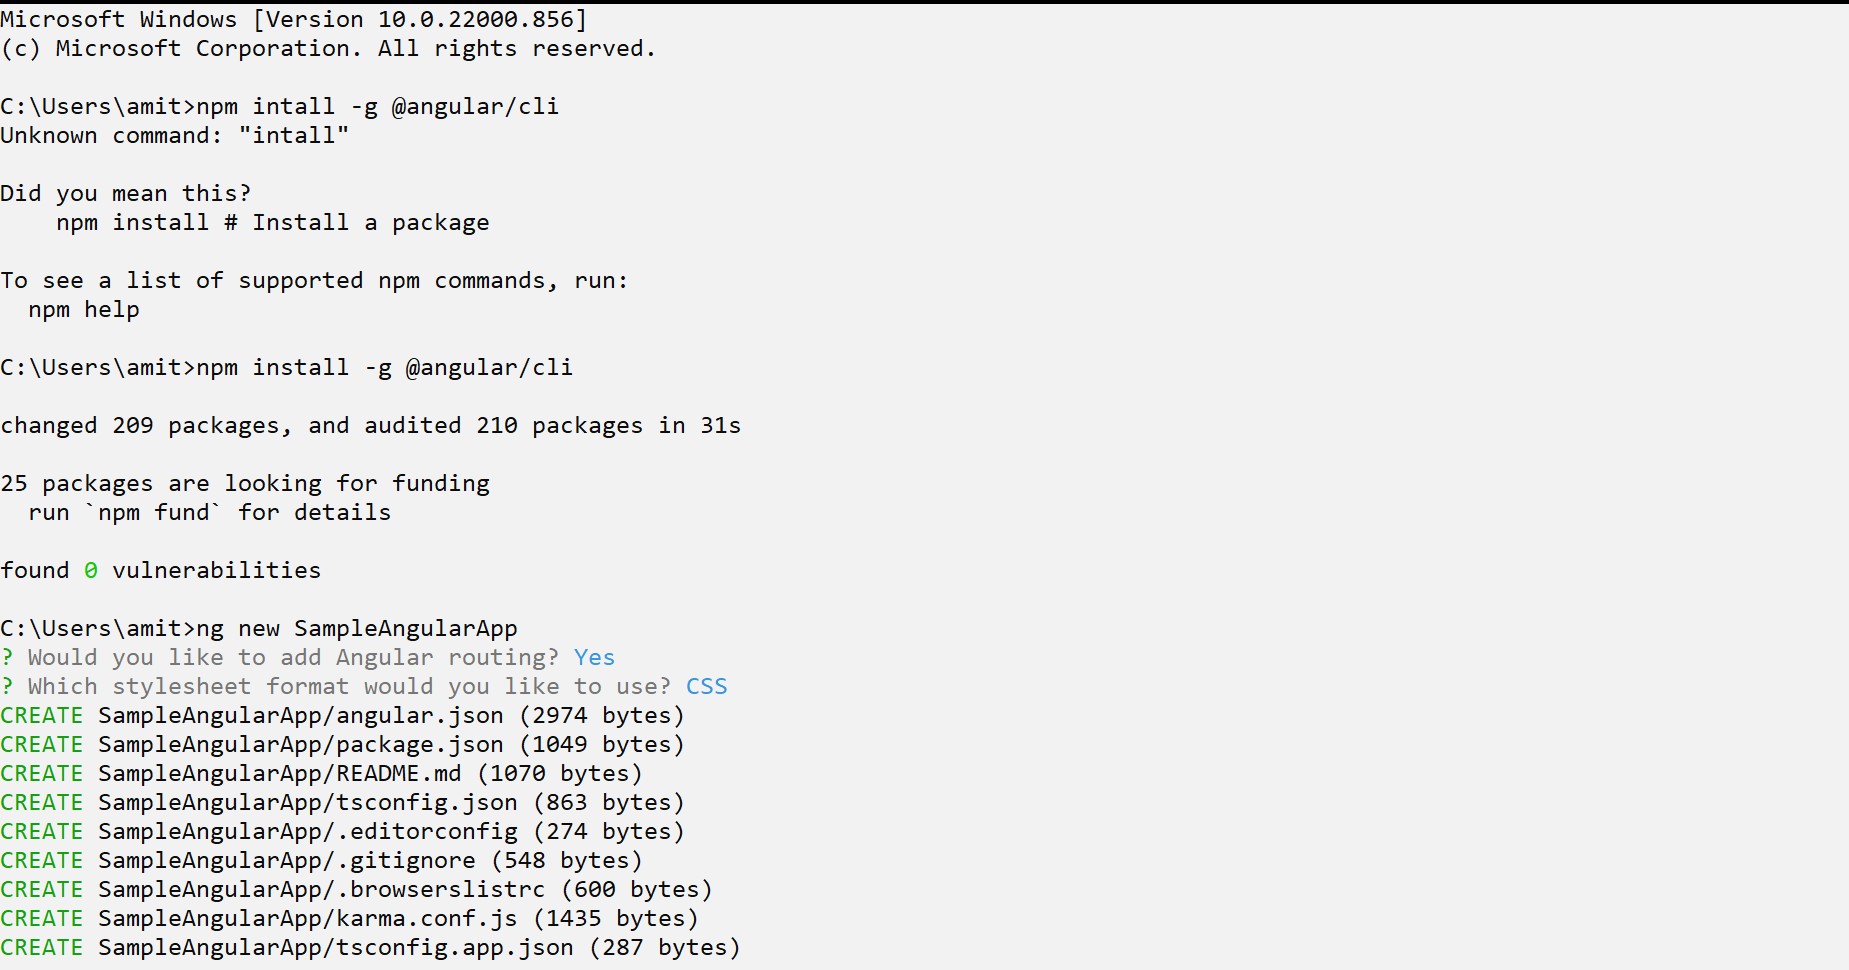 Microsoft Windows [Version 10.0.22000.856]
(c) Microsoft Corporation. All rights reserved.
C:\Users\amit>npm intall -g @angular/cli
Unknown command: "intall"
Did you mean this?
npm install # Install a package
To see a list of supported npm commands, run:
npm help
C:\Users\amit>npm install -g @angular/cli
changed 209 packages, and audited 210 packages in 31s
25 packages are looking for funding
run `npm fund` for details
found 0 vulnerabilities
C:\Users\amit>ng new SampleAngularApp
? Would you like to add Angular routing? Yes
? Which stylesheet format would you like to use? CSS
CREATE SampleAngularApp/angular.json (2974 bytes)
CREATE SampleAngularApp/package.json (1049 bytes)
CREATE SampleAngularApp/README.md (1070 bytes)
CREATE SampleAngularApp/tsconfig.json (863 bytes)
CREATE SampleAngularApp/.editorconfig (274 bytes)
CREATE SampleAngularApp/.gitignore (548 bytes)
CREATE SampleAngularApp/.browserslistrc (600 bytes)
CREATE SampleAngularApp/karma.conf.js (1435 bytes)
CREATE SampleAngularApp/tsconfig.app.json (287 bytes)